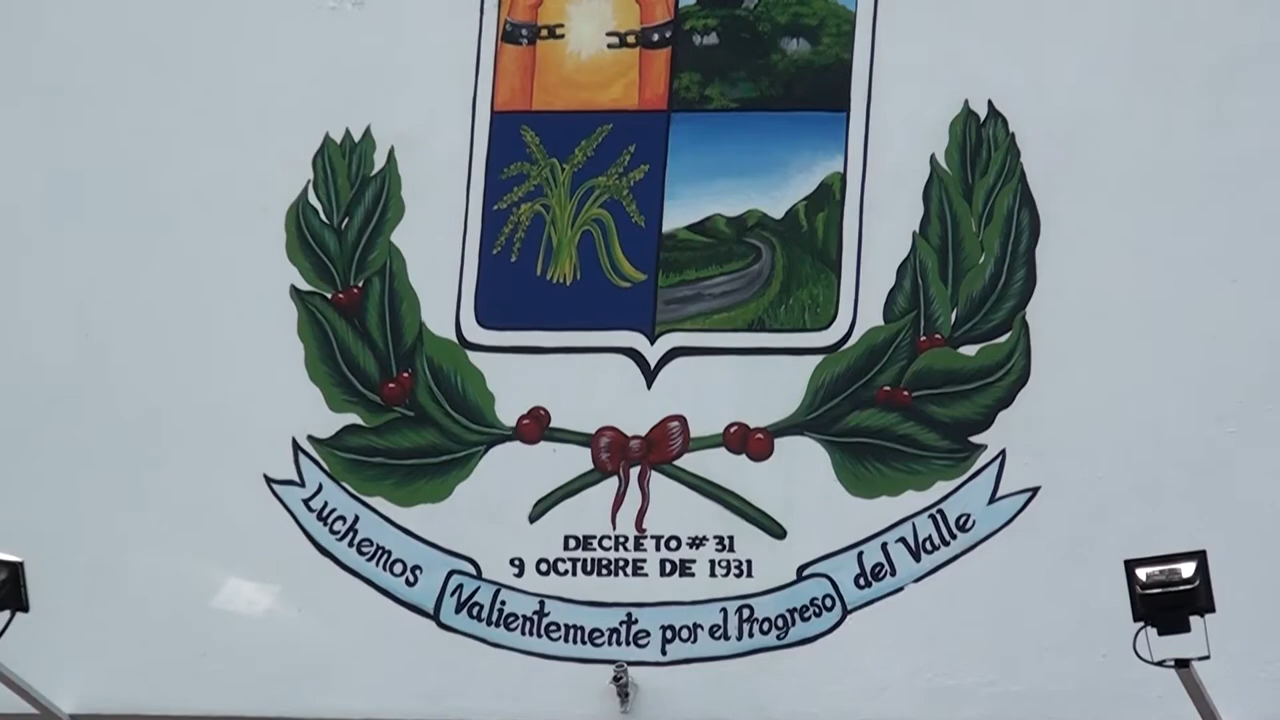 DECRETO # 31
9 OCTUBRE DE 1931
Luchemos Valientemente por el Progreso del Valle